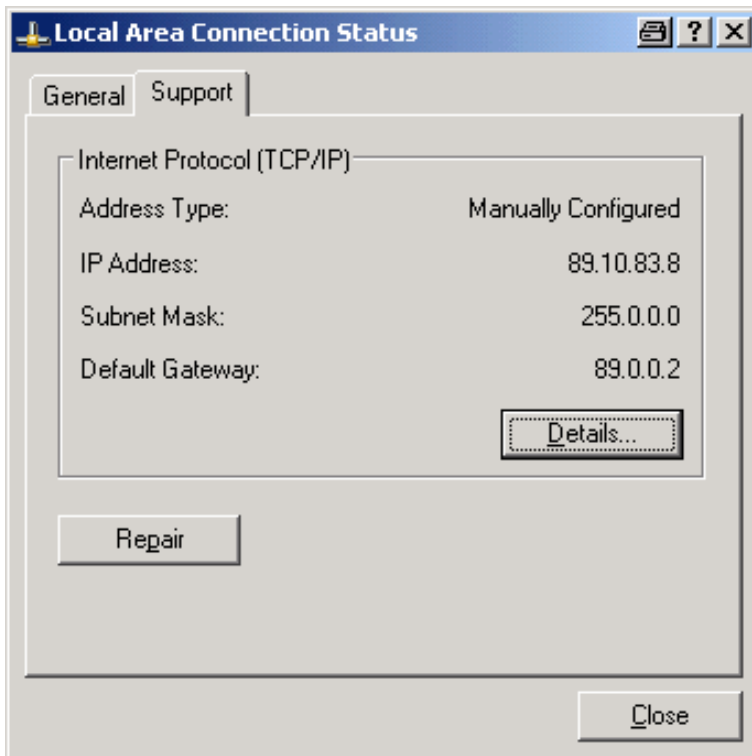 Local Area Connection Status
General Support
Internet Protocol (TCP/IP)
Address Type: Manually Configured
IP Address: 89.10.83.8
Subnet Mask: 255.0.0.0
Default Gateway: 89.0.0.2
Details...
Repair
Close